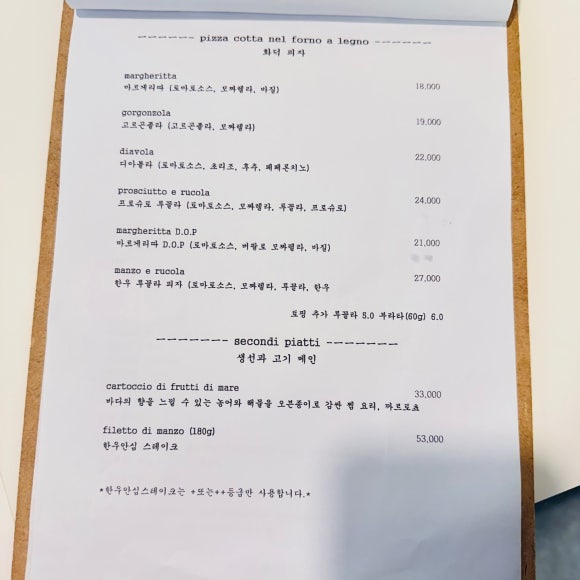 ------ pizza cotta nel forno a legno ------
화덕 피자
margheritta
마르게리따 (토마토소스, 모짜렐라, 바질) 18,000
gorgonzola
고르곤졸라 (고르곤졸라, 모짜렐라) 19,000
diavola
디아볼라 (토마토소스, 초리조, 후추, 페페론치노) 22,000
prosciutto e rucola
프로슈토 루꼴라 (토마토소스, 모짜렐라, 루꼴라, 프로슈토) 24,000
margheritta D.O.P
마르게리따 D.O.P (토마토소스, 버팔로 모짜렐라, 바질) 21,000
manzo e rucola
한우 루꼴라 피자 (토마토소스, 모짜렐라, 루꼴라, 한우 27,000
토핑 추가 루꼴라 5.0 부라타(60g) 6.0
------- secondi piatti -------
생선과 고기 메인
cartoccio di frutti di mare 33,000
바다의 향을 느낄 수 있는 농어와 해물을 오븐종이로 감싼 찜 요리, 까르토쵸
filetto di manzo (180g)
한우안심 스테이크 53,000
*한우안심스테이크는 +또는++등급만 사용합니다.*